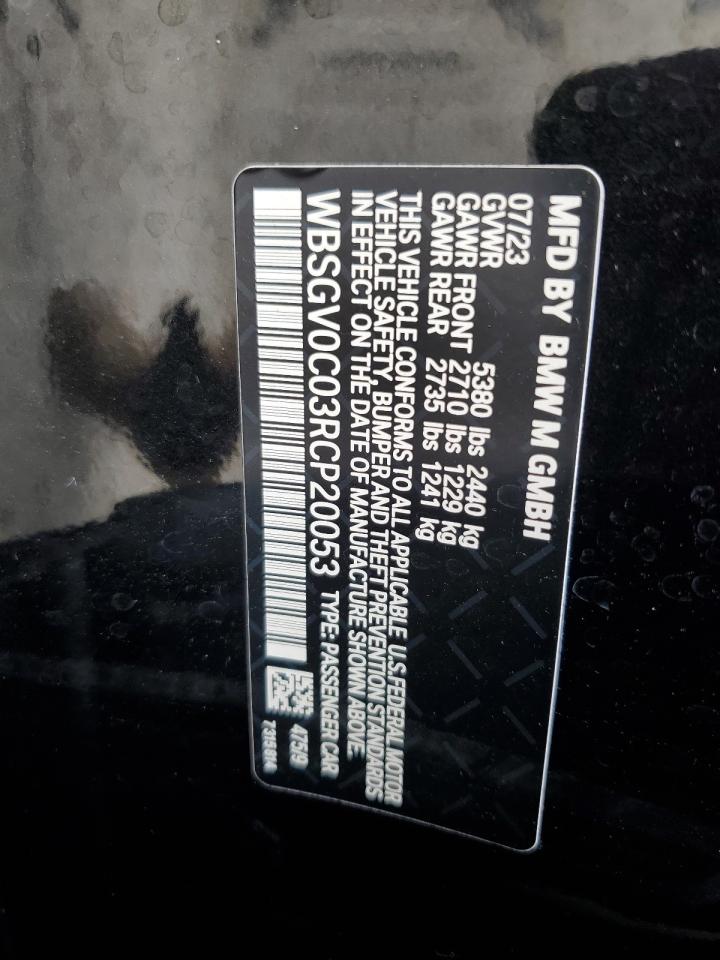 MFD BY BMW M GMBH
07/23
GVWR 5380 lbs 2440 kg
GAWR FRONT 2710 lbs 1229 kg
GAWR REAR 2735 lbs 1241 kg
THIS VEHICLE CONFORMS TO ALL APPLICABLE U.S. FEDERAL MOTOR
VEHICLE SAFETY, BUMPER AND THEFT PREVENTION STANDARDS
IN EFFECT ON THE DATE OF MANUFACTURE SHOWN ABOVE.
WBSGV0C03RCP20053 TYPE: PASSENGER CAR